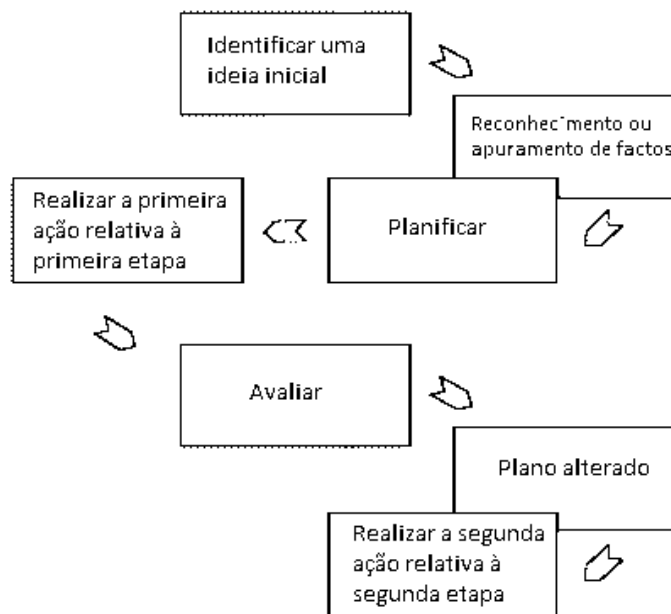 Identificar uma
ideia inicial
Reconhecimento ou
apuramento de factos
Planificar
Realizar a primeira
ação relativa à
primeira etapa
Avaliar
Plano alterado
Realizar a segunda
ação relativa à
segunda etapa